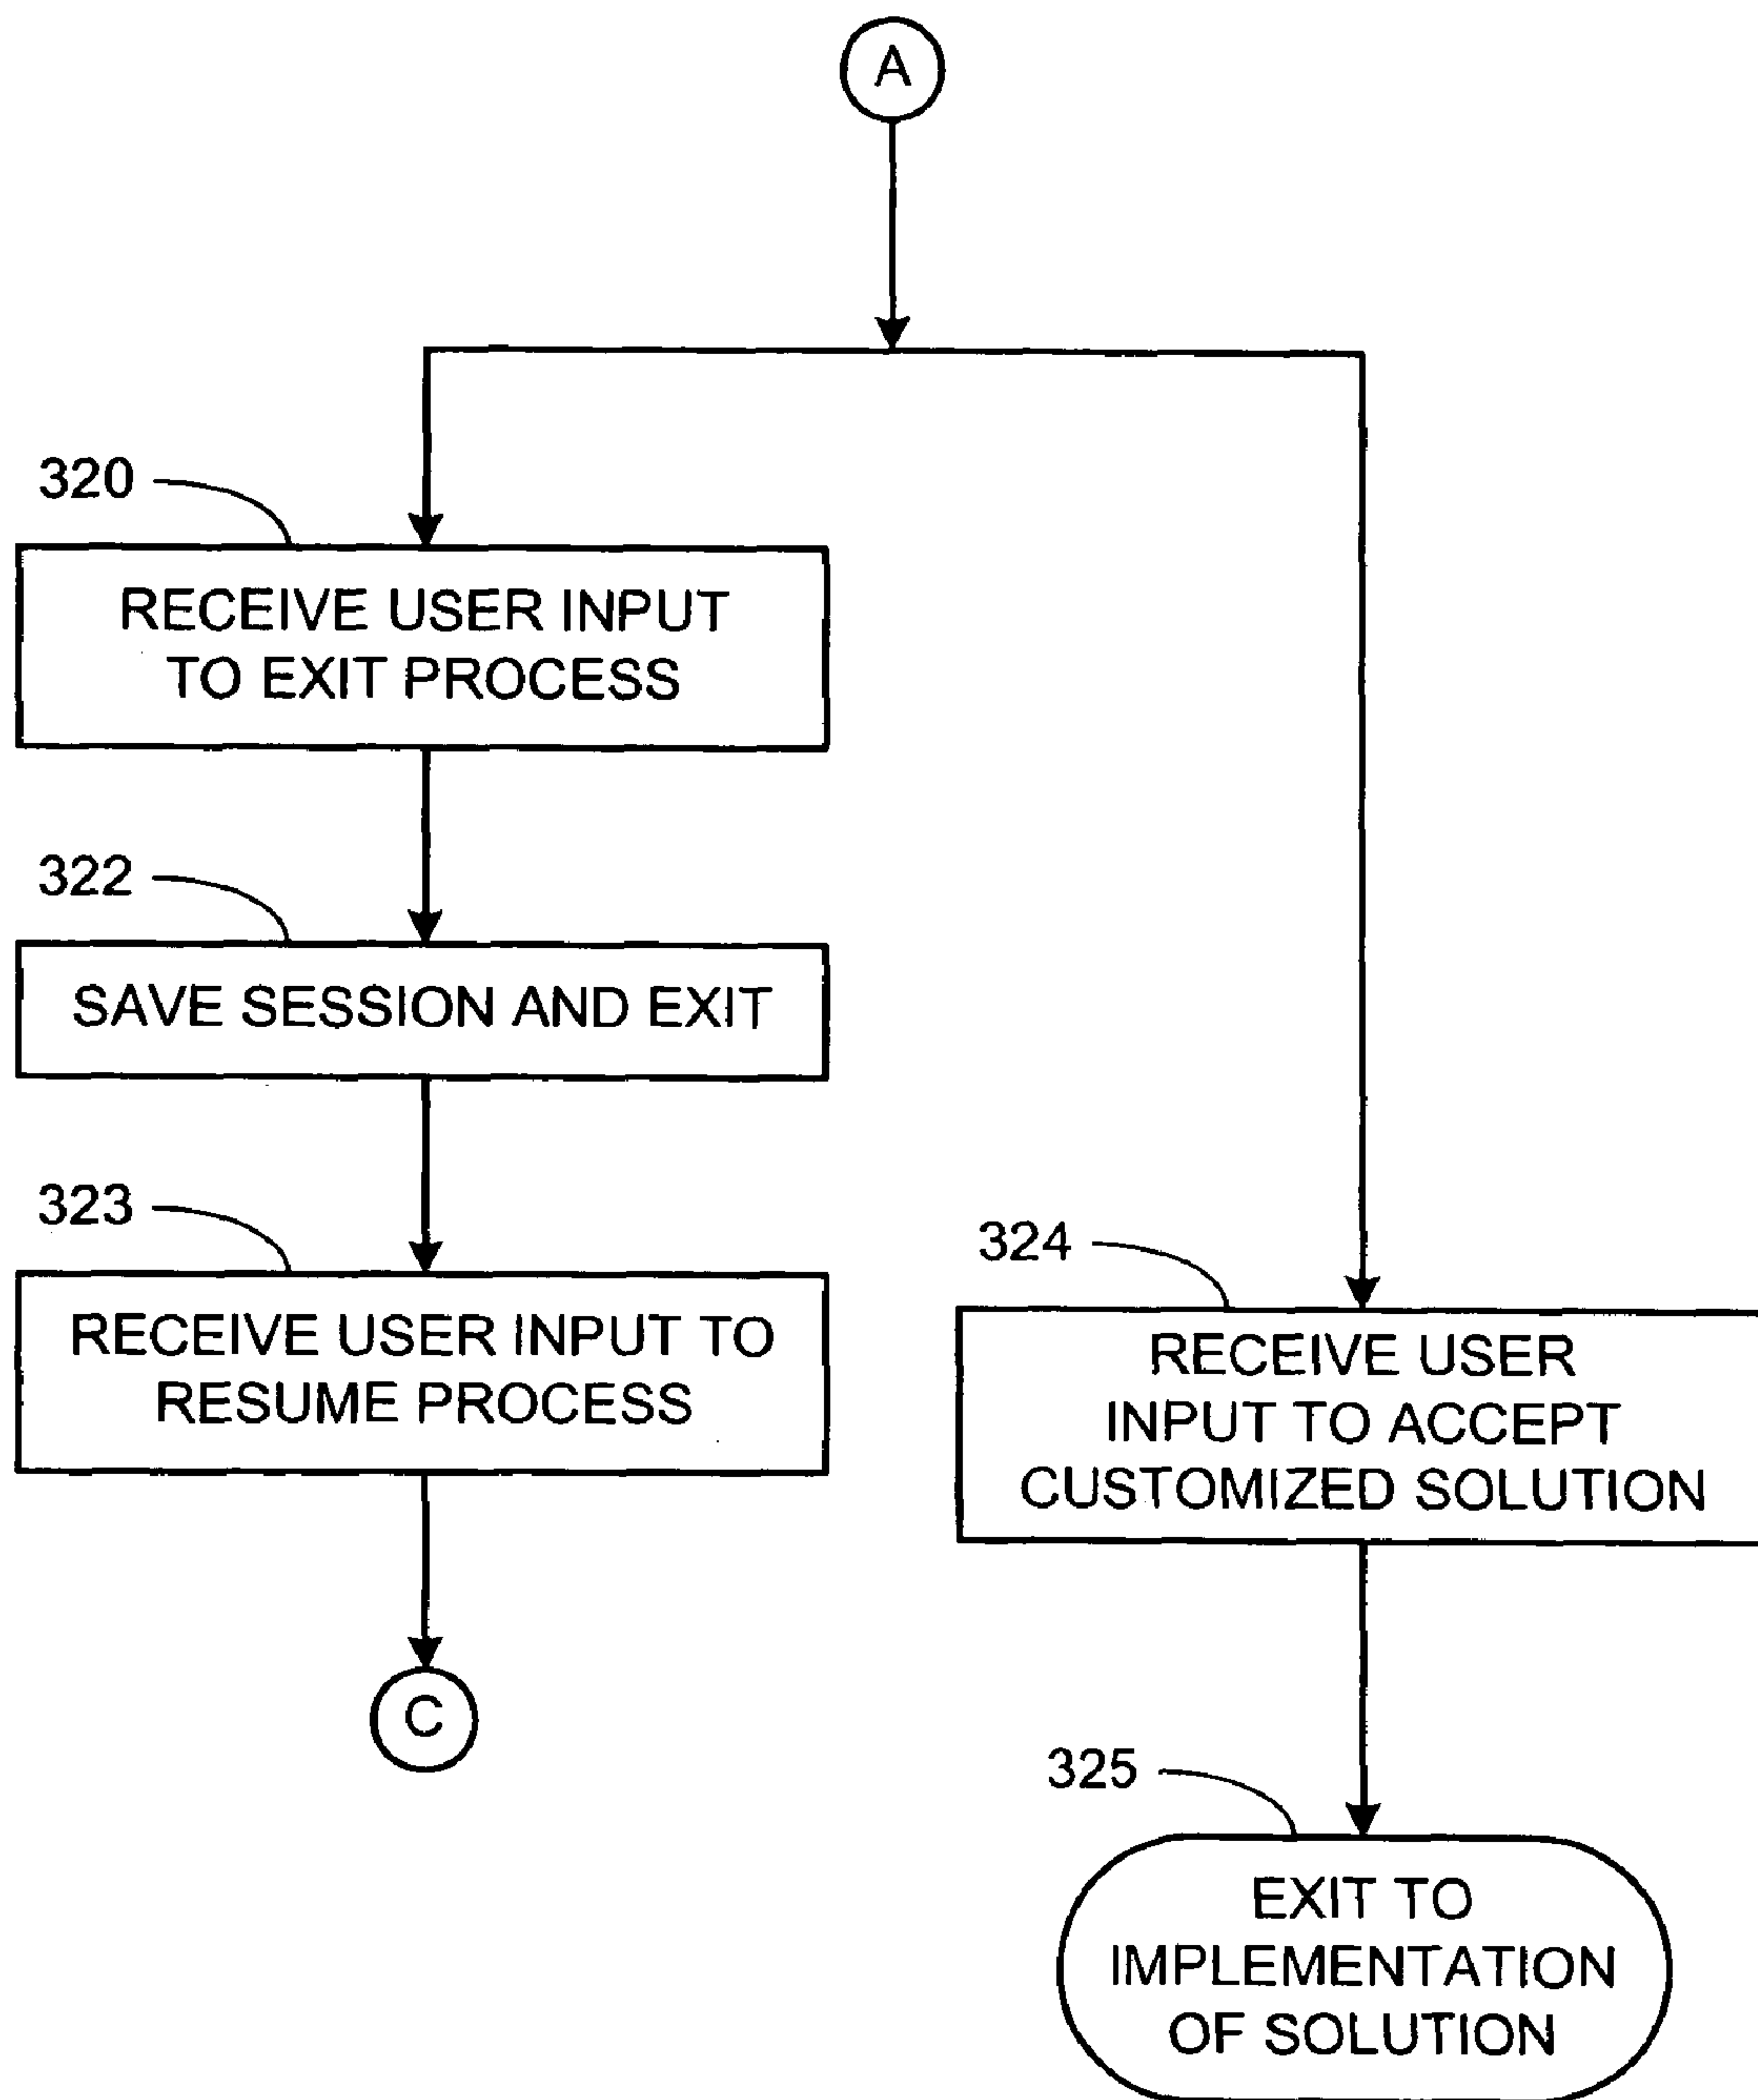 A
320
RECEIVE USER INPUT
TO EXIT PROCESS
322
SAVE SESSION AND EXIT
323
RECEIVE USER INPUT TO
RESUME PROCESS
C
324
RECEIVE USER
INPUT TO ACCEPT
CUSTOMIZED SOLUTION
325
EXIT TO
IMPLEMENTATION
OF SOLUTION